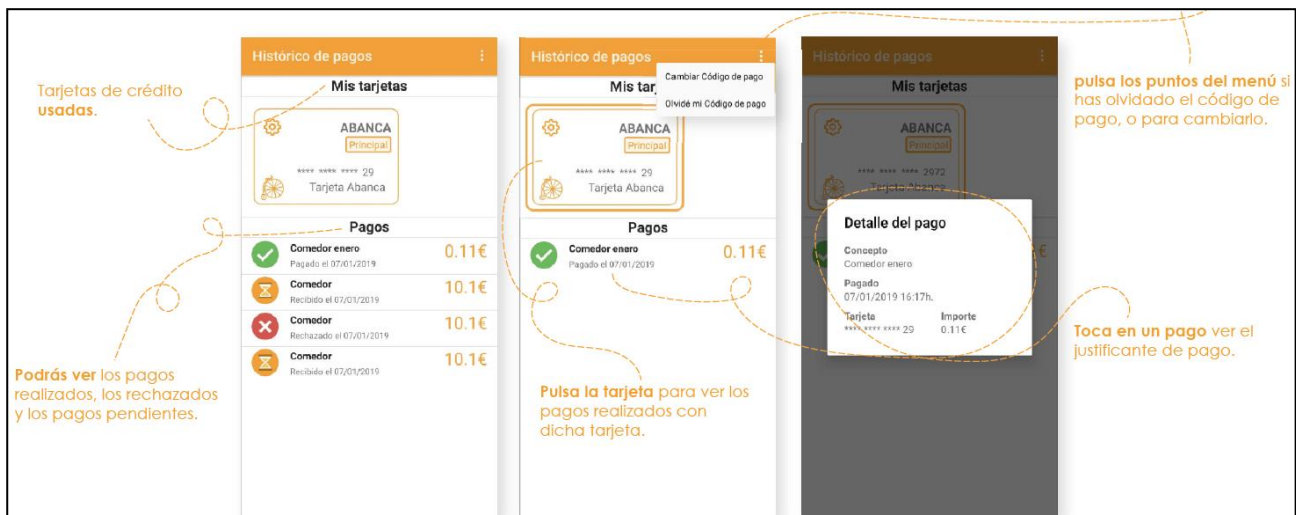 Tarjetas de crédito
usadas.
Podrás ver los pagos
realizados, los rechazados
y los pagos pendientes.
Histórico de pagos
Mis tarjetas
ABANCA
Principal
**** **** **** 29
Tarjeta Abanca
Pagos
Comedor enero
Pagado el 07/01/2019
0.11€
Comedor
Recibido el 07/01/2019
10.1€
Comedor
Rechazado el 07/01/2019
10.1€
Comedor
Recibido el 07/01/2019
10.1€
Histórico de pagos
Cambiar Código de pago
Olvidé mi Código de pago
Mis tar
ABANCA
Principal
**** **** **** 29
Tarjeta Abanca
Pagos
Comedor enero
Pagado el 07/01/2019
0.11€
Pulsa la tarjeta para ver los
pagos realizados con
dicha tarjeta.
Histórico de pagos
Mis tarjetas
ABANCA
Principal
**** **** **** 2972
Tarjeta Abanca
Detalle del pago
Concepto
Comedor enero
Pagado
07/01/2019 16:17h.
Tarjeta Importe
**** **** **** 29 0.11€
€
pulsa los puntos del menú si
has olvidado el código de
pago, o para cambiarlo.
Toca en un pago ver el
justificante de pago.